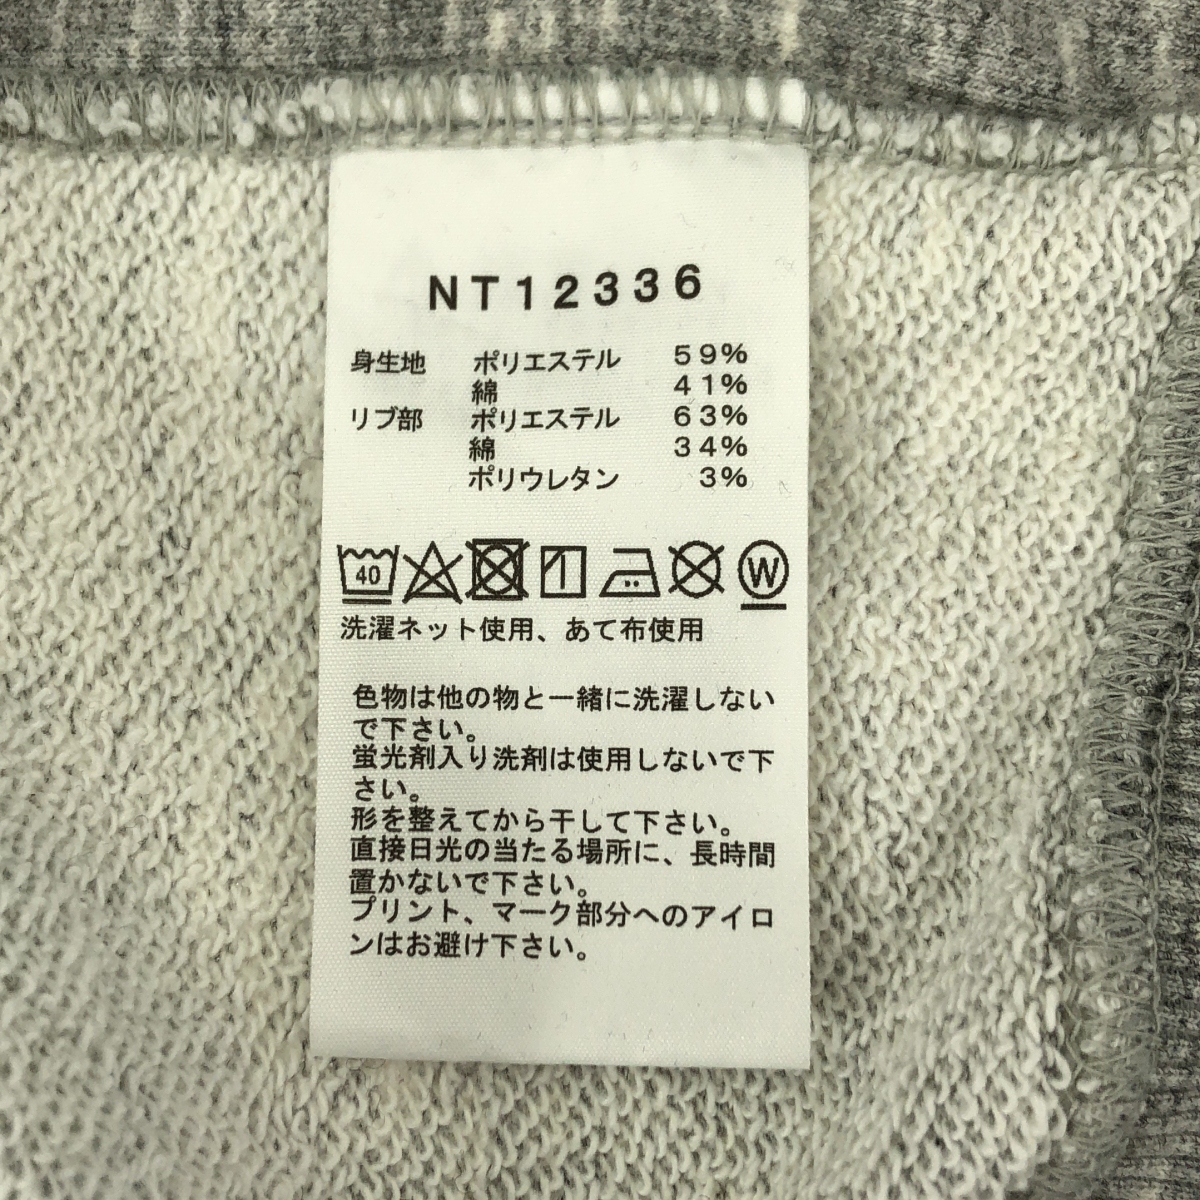 NT12336
身生地 ポリエステル 59%
綿 41%
リブ部 ポリエステル 63%
綿 34%
ポリウレタン 3%
40 W
洗濯ネット使用、あて布使用
色物は他の物と一緒に洗濯しない
で下さい。
蛍光剤入り洗剤は使用しないで下
さい。
形を整えてから干して下さい。
直接日光の当たる場所に、長時間
置かないで下さい。
プリント、マーク部分へのアイロ
ンはお避け下さい。